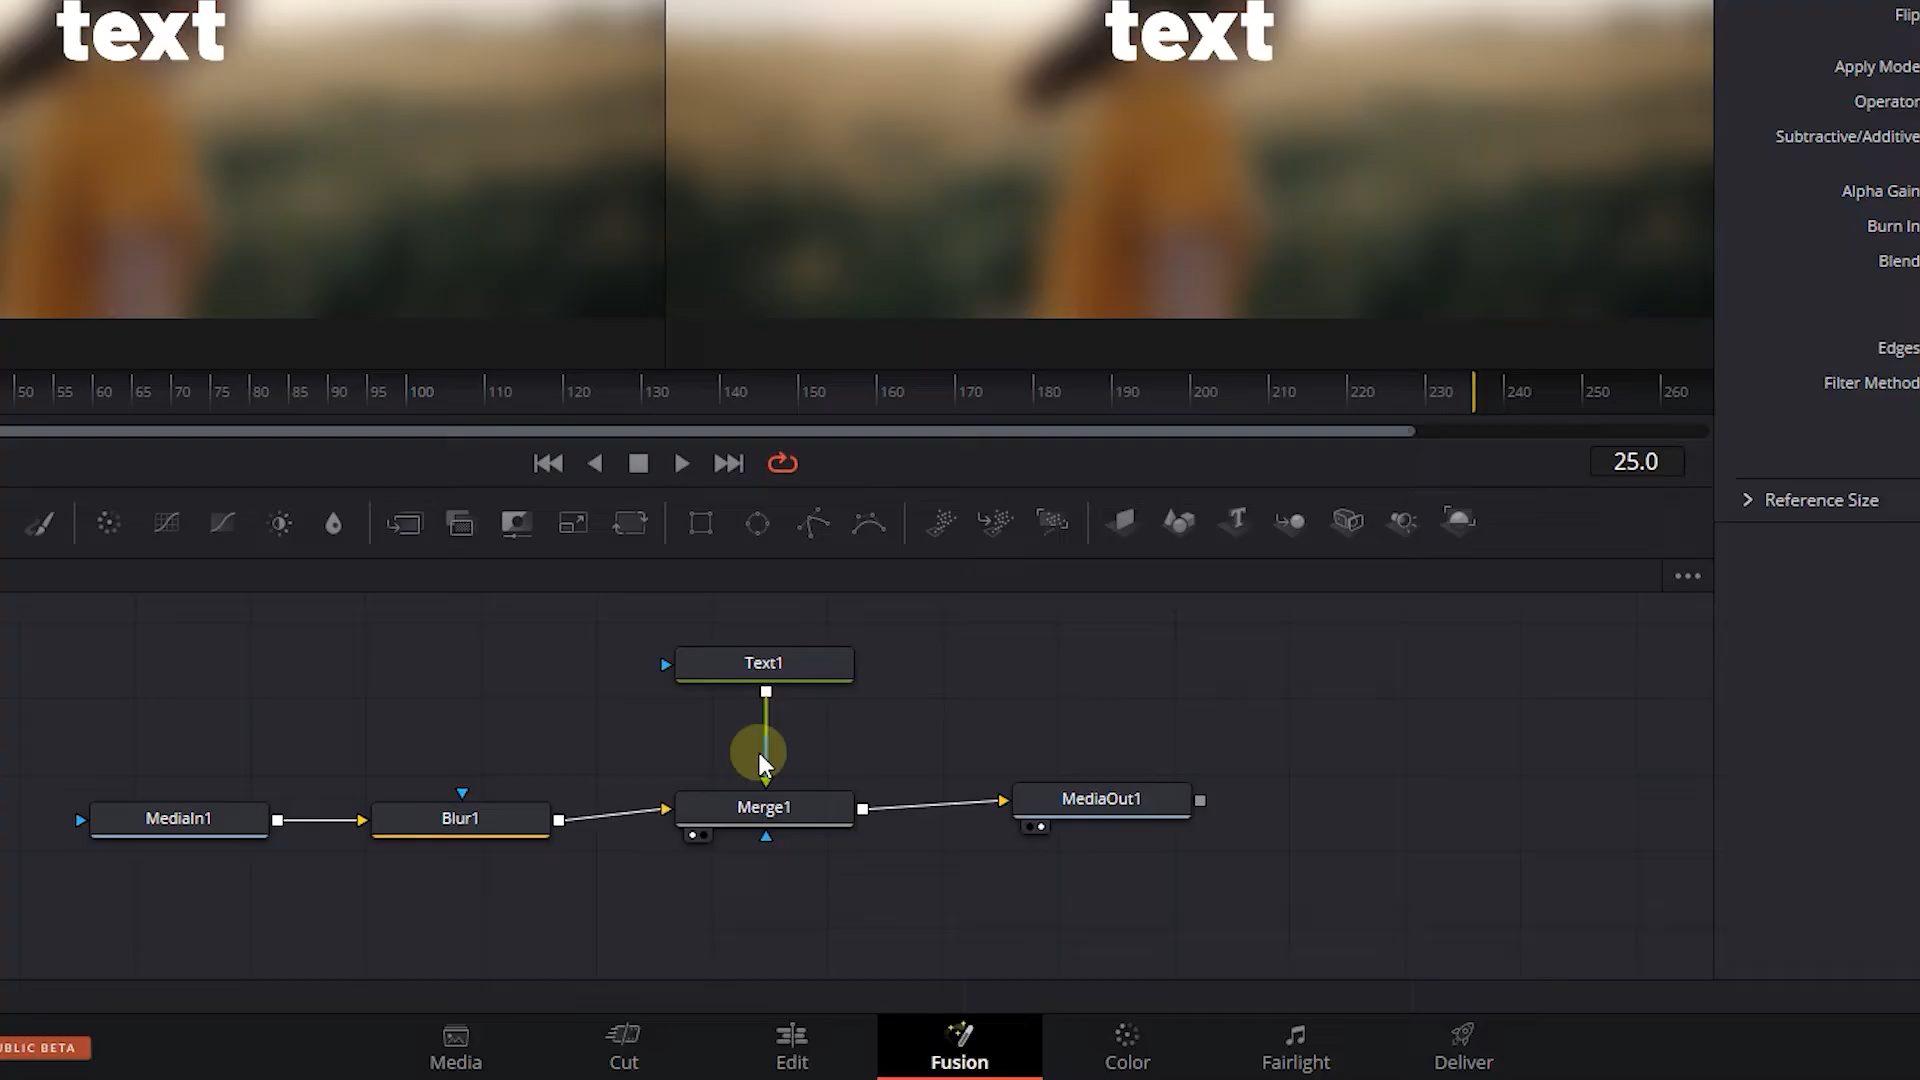 text
text
Flip
Apply Mode
Operator
Subtractive/Additive
Alpha Gain
Burn In
Blend
Edges
Filter Method
50 55 60 65 70 75 80 85 90 95 100 110 120 130 140 150 160 170 180 190 200 210 220 230 240 250 260
25.0
Reference Size
Text1
MediaIn1
Blur1
Merge1
MediaOut1
UBLIC BETA
Media
Cut
Edit
Fusion
Color
Fairlight
Deliver